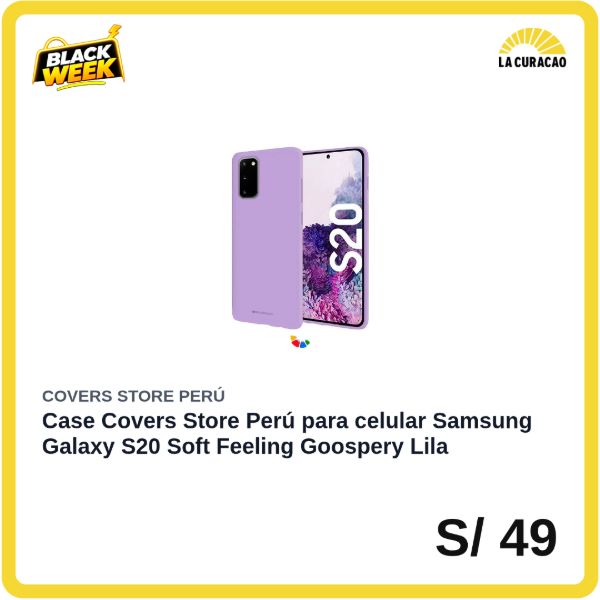 BLACK
WEEK
LA CURACAO
S20
COVERS STORE PERÚ
Case Covers Store Perú para celular Samsung
Galaxy S20 Soft Feeling Goospery Lila
S/ 49